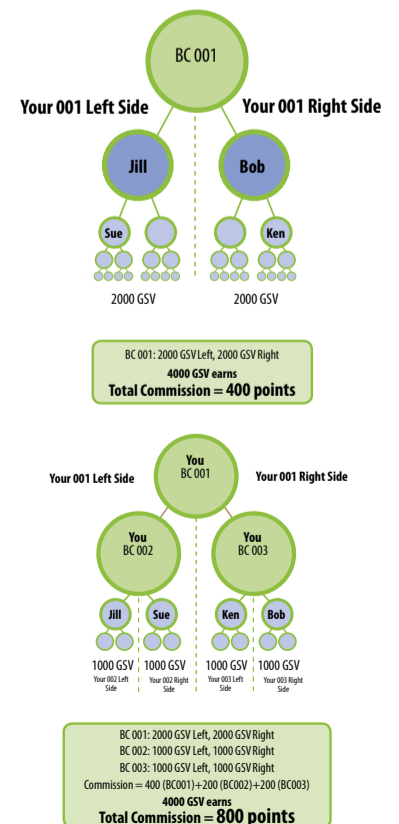 BC 001
Your 001 Left Side
Your 001 Right Side
Jill
Bob
Sue
Ken
2000 GSV
2000 GSV
BC 001: 2000 GSV Left, 2000 GSV Right
4000 GSV earns
Total Commission = 400 points
You
BC 001
Your 001 Left Side
Your 001 Right Side
You
BC 002
You
BC 003
Jill
Sue
Ken
Bob
1000 GSV
1000 GSV
1000 GSV
1000 GSV
Your 002 Left
Side
Your 002 Right
Side
Your 003 Left
Side
Your 003 Right
Side
BC 001: 2000 GSV Left, 2000 GSV Right
BC 002: 1000 GSV Left, 1000 GSV Right
BC 003: 1000 GSV Left, 1000 GSV Right
Commission = 400 (BC001)+200 (BC002)+200 (BC003)
4000 GSV earns
Total Commission = 800 points